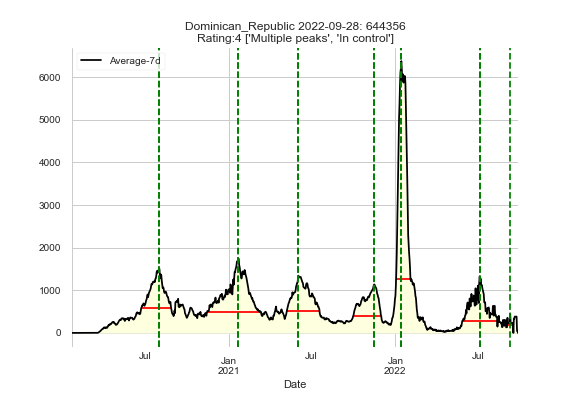 Dominican_Republic 2022-09-28: 644356
Rating:4 ['Multiple peaks', 'In control']
Average-7d
6000
5000
4000
3000
2000
1000
0
Jul
Jan
2021
Jul
Jan
2022
Jul
Date